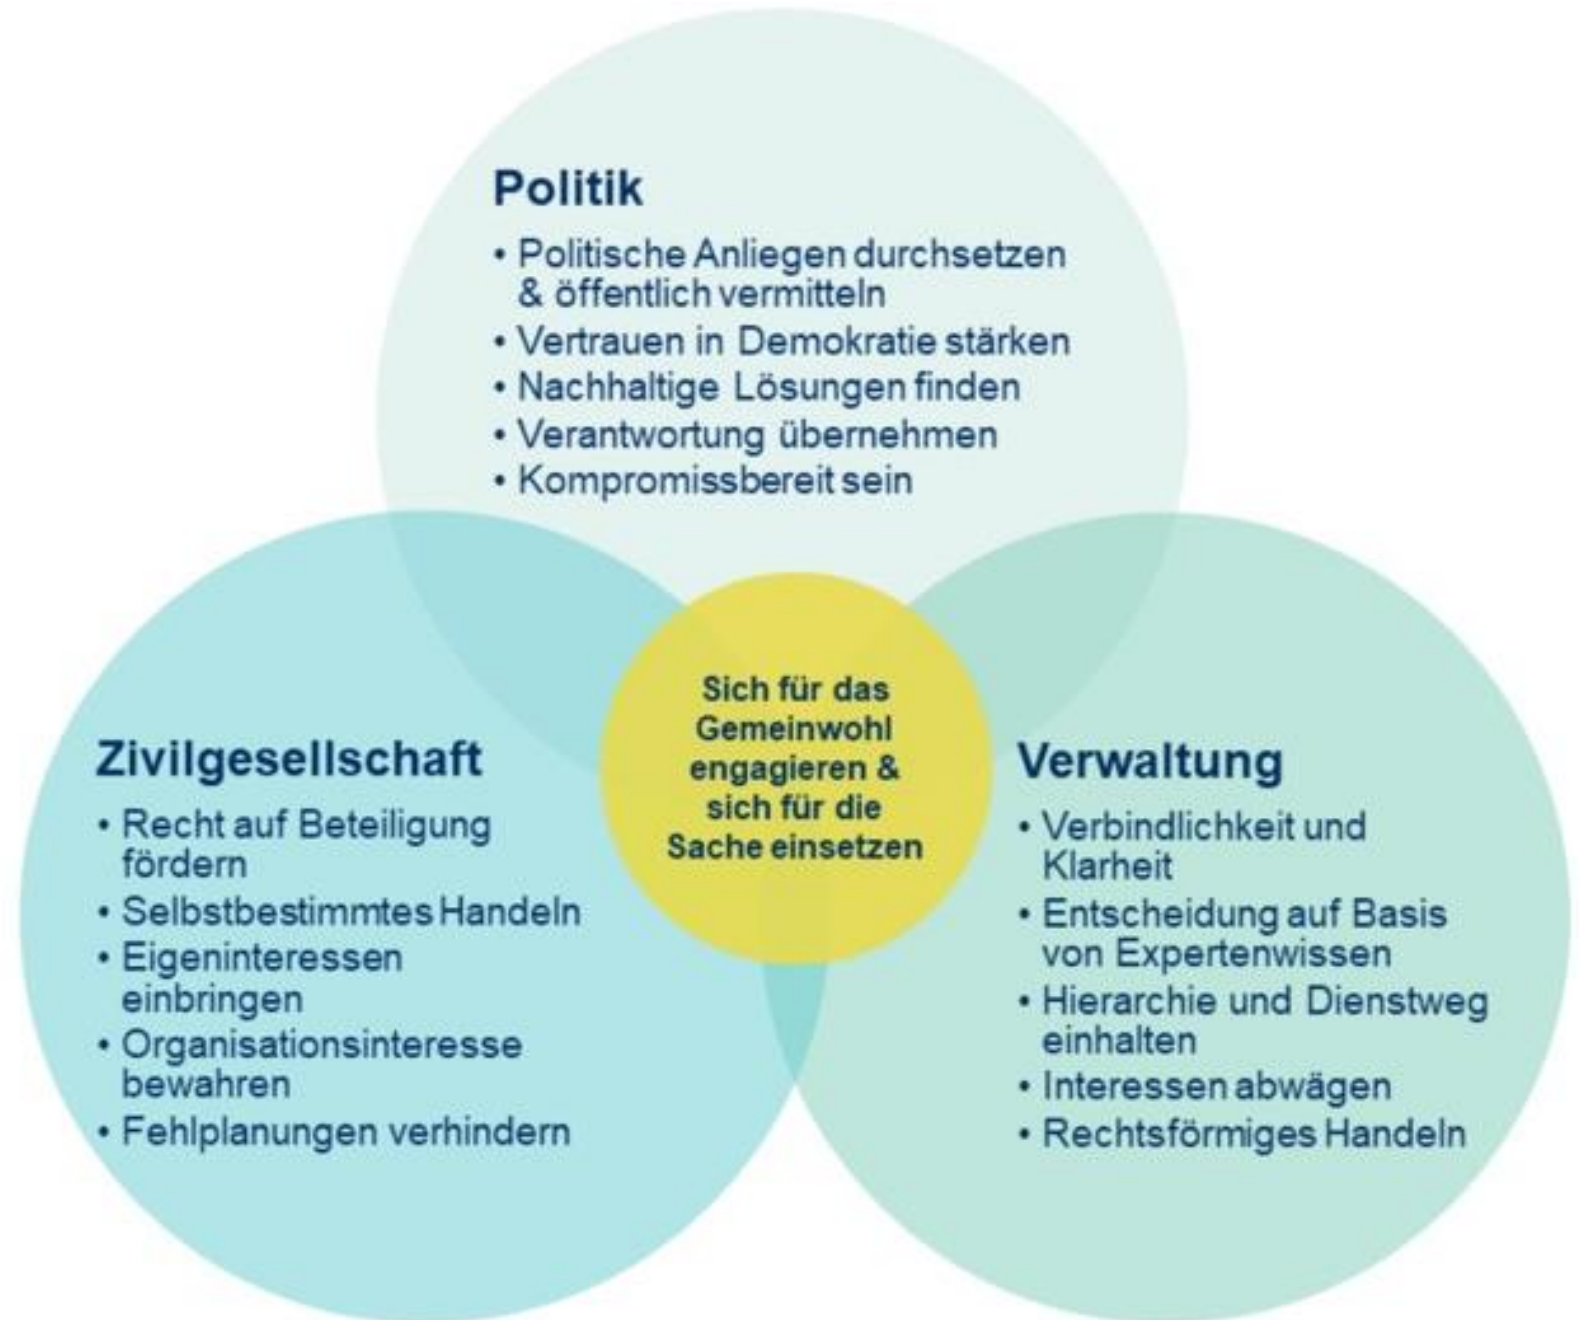 Politik
• Politische Anliegen durchsetzen
& öffentlich vermitteln
• Vertrauen in Demokratie stärken
• Nachhaltige Lösungen finden
• Verantwortung übernehmen
• Kompromissbereit sein
Sich für das
Gemeinwohl
engagieren &
sich für die
Sache einsetzen
Zivilgesellschaft
• Recht auf Beteiligung
fördern
• Selbstbestimmtes Handeln
• Eigeninteressen
einbringen
• Organisationsinteresse
bewahren
• Fehlplanungen verhindern
Verwaltung
• Verbindlichkeit und
Klarheit
• Entscheidung auf Basis
von Expertenwissen
• Hierarchie und Dienstweg
einhalten
• Interessen abwägen
• Rechtsförmiges Handeln